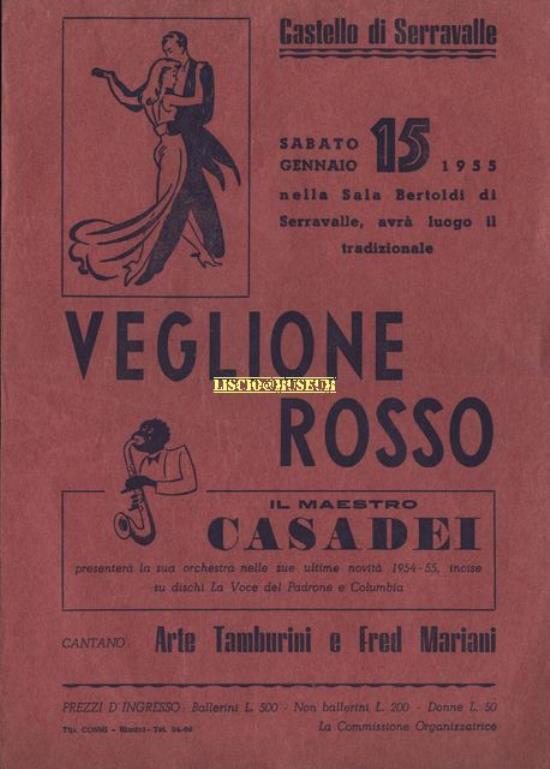 Castello di Serravalle
SABATO 15 GENNAIO 1955
nella Sala Bertoldi di
Serravalle, avrà luogo il
tradizionale
VEGLIONE
LISCIO@MUSEUM
ROSSO
IL MAESTRO
CASADEI
presenterà la sua orchestra nelle sue ultime novità 1954-55, incise
su dischi La Voce del Padrone e Columbia
CANTANO: Arte Tamburini e Fred Mariani
PREZZI D'INGRESSO: Ballerini L. 500 - Non ballerini L. 200 - Donne L. 50
La Commissione Organizzatrice
Tip. - Rimini - Tel.